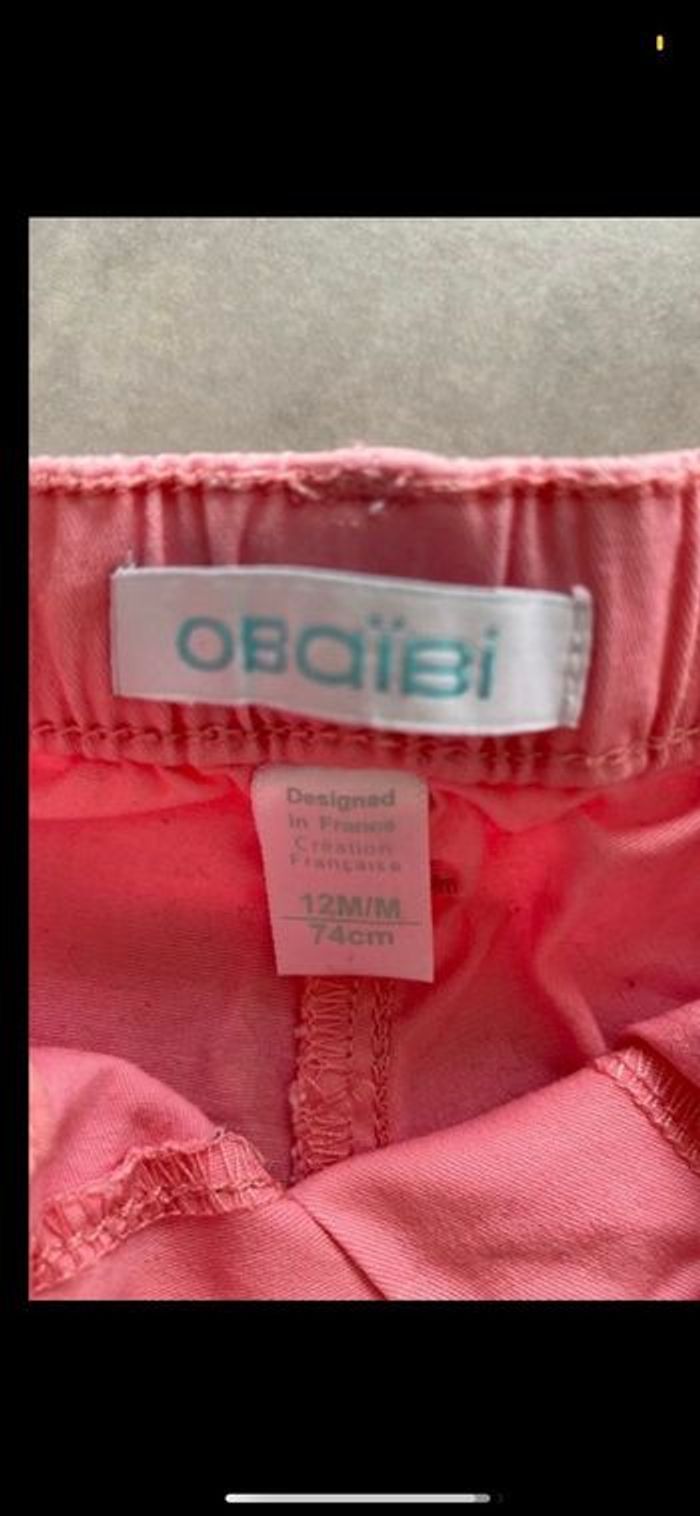 OBaïBi
Designed
in France
Création
Française
12M/M
74cm